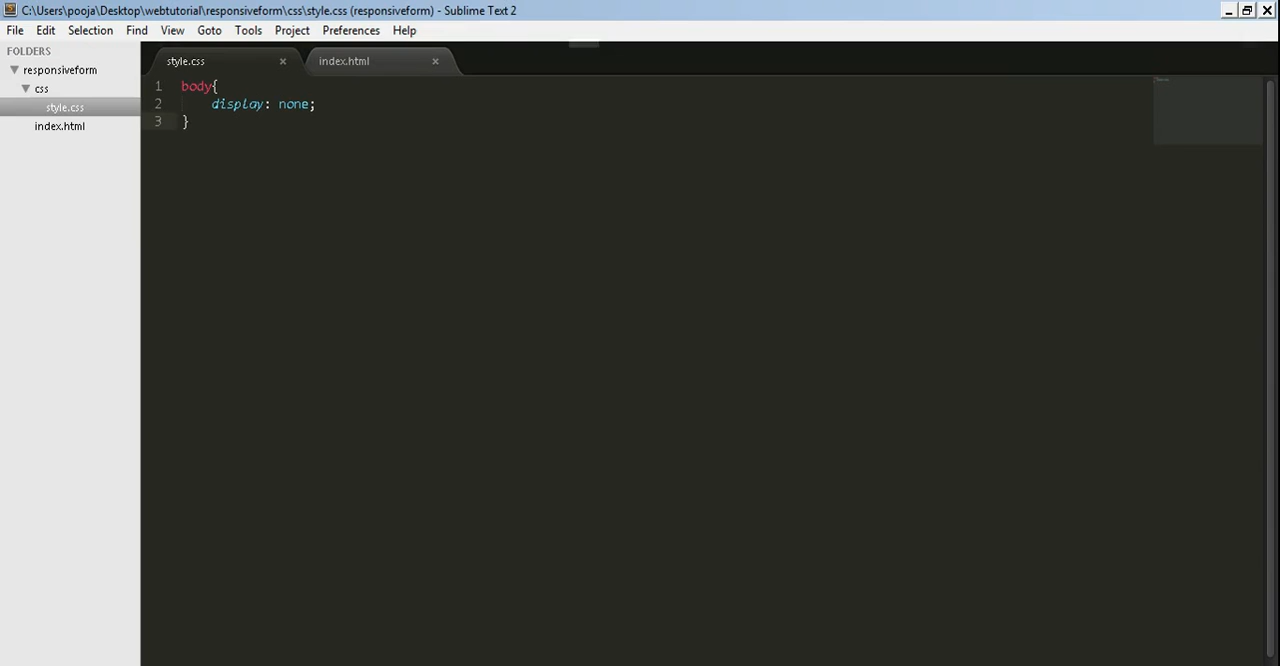 C:\Users\pooja\Desktop\webtutorial\responsiveform\css\style.css (responsiveform) - Sublime Text 2
File Edit Selection Find View Goto Tools Project Preferences Help
FOLDERS
responsiveform
css
style.css
index.html
style.css × index.html ×
1 body{
2 display: none;
3 }